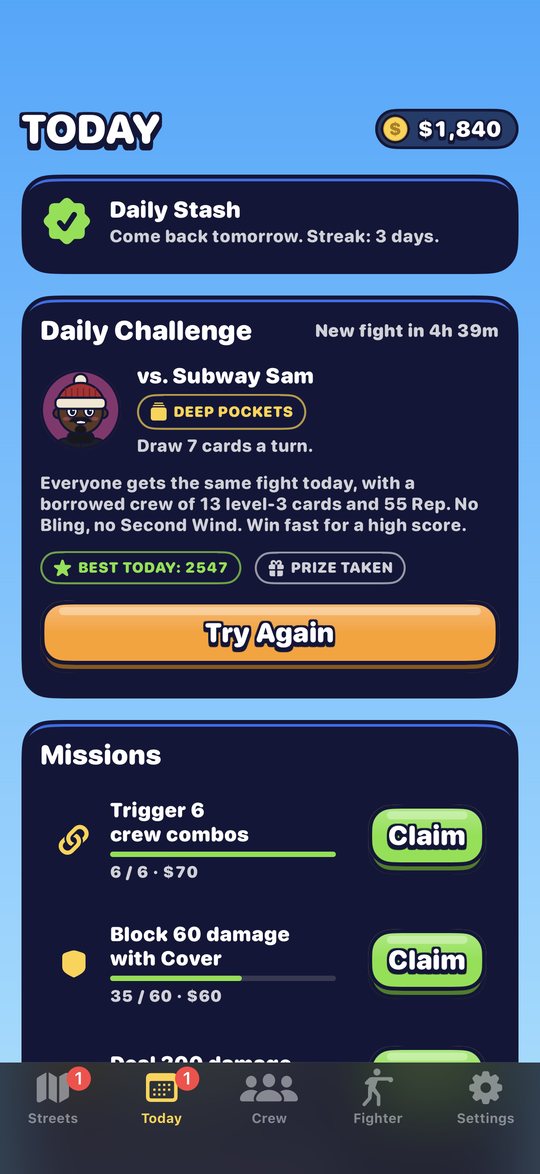 TODAY
$1,840
Daily Stash
Come back tomorrow. Streak: 3 days.
Daily Challenge
New fight in 4h 39m
vs. Subway Sam
DEEP POCKETS
Draw 7 cards a turn.
Everyone gets the same fight today, with a
borrowed crew of 13 level-3 cards and 55 Rep. No
Bling, no Second Wind. Win fast for a high score.
BEST TODAY: 2547
PRIZE TAKEN
Try Again
Missions
Trigger 6
crew combos
6 / 6 · $70
Claim
Block 60 damage
with Cover
35 / 60 · $60
Claim
Deal 200 damage
1
1
Streets
Today
Crew
Fighter
Settings